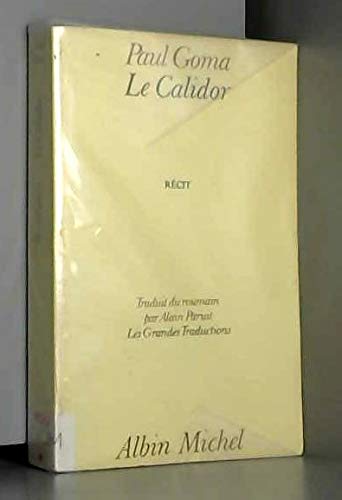 Paul Goma
Le Calidor
RÉCIT
Traduit du roumain
par Alain Paruit
Les Grandes Traductions
Albin Michel